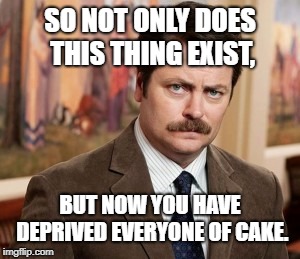 SO NOT ONLY DOES
THIS THING EXIST,
BUT NOW YOU HAVE
DEPRIVED EVERYONE OF CAKE.
imgflip.com